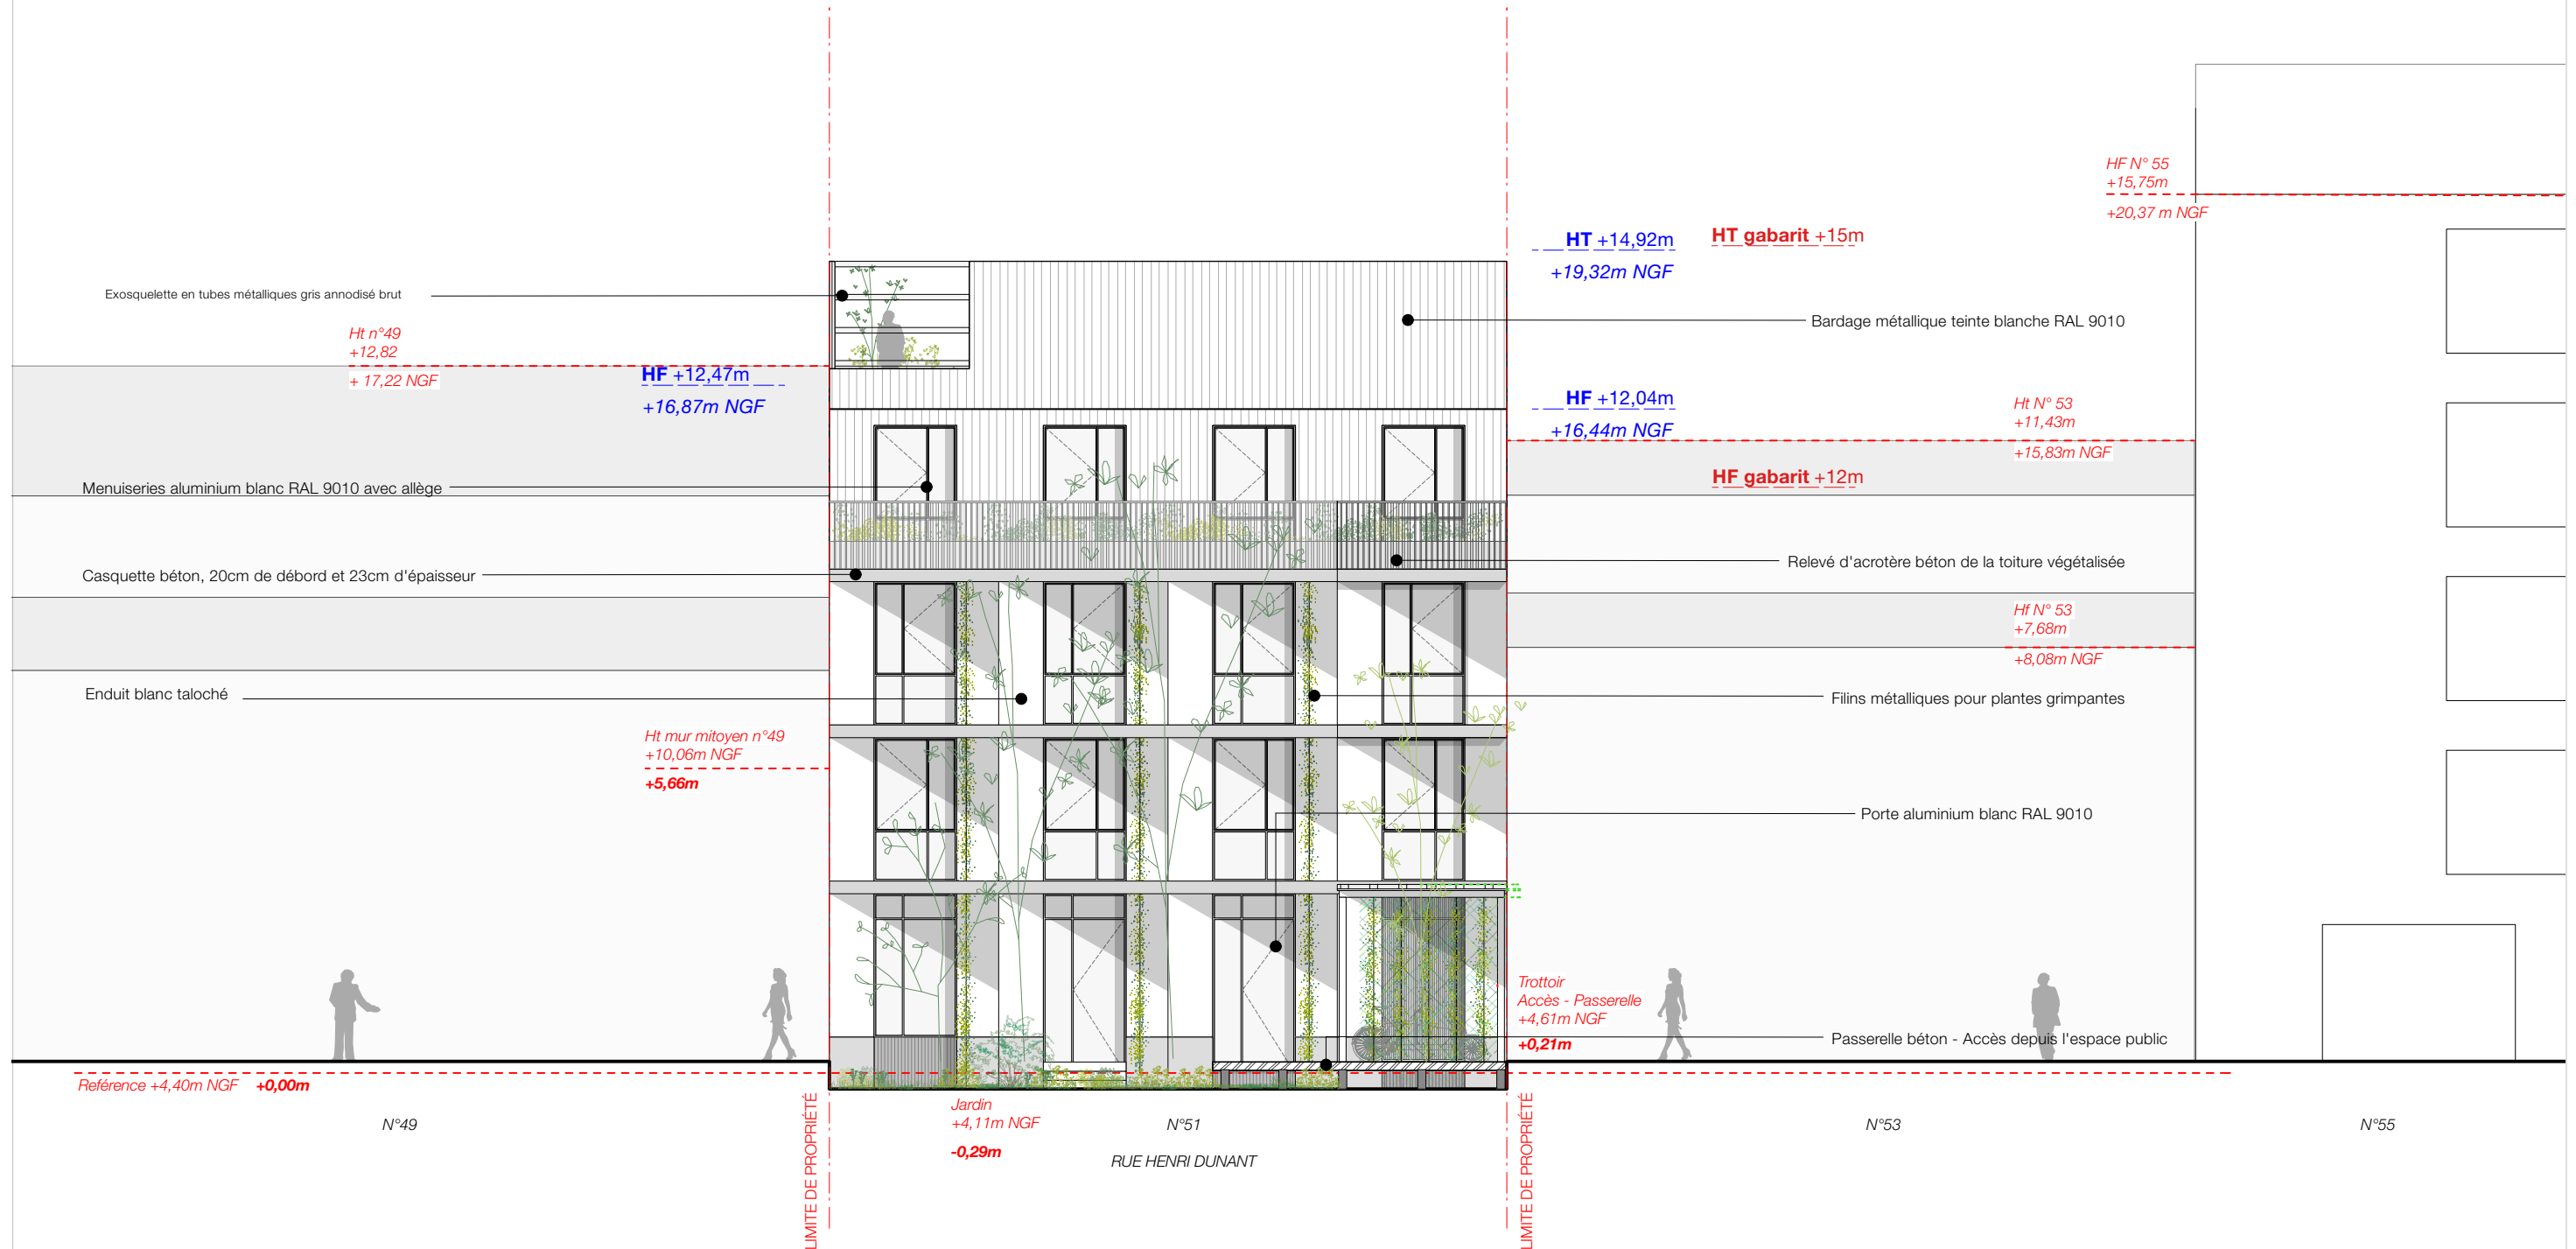 HF N° 55
+15,75m
+20,37 m NGF
HT +14,92m
+19,32m NGF
HT gabarit +15m
Exosquelette en tubes métalliques gris annodisé brut
Bardage métallique teinte blanche RAL 9010
Ht n°49
+12,82
+ 17,22 NGF
HF +12,47m
+16,87m NGF
HF +12,04m
+16,44m NGF
Ht N° 53
+11,43m
+15,83m NGF
HF gabarit +12m
Menuiseries aluminium blanc RAL 9010 avec allège
Relevé d'acrotère béton de la toiture végétalisée
Casquette béton, 20cm de débord et 23cm d'épaisseur
Hf N° 53
+7,68m
+8,08m NGF
Enduit blanc taloché
Filins métalliques pour plantes grimpantes
Ht mur mitoyen n°49
+10,06m NGF
+5,66m
Porte aluminium blanc RAL 9010
Trottoir
Accès - Passerelle
+4,61m NGF
+0,21m
Passerelle béton - Accès depuis l'espace public
Reférence +4,40m NGF +0,00m
LIMITE DE PROPRIÉTÉ
Jardin
+4,11m NGF
-0,29m
LIMITE DE PROPRIÉTÉ
N°49
N°51
N°53
N°55
RUE HENRI DUNANT